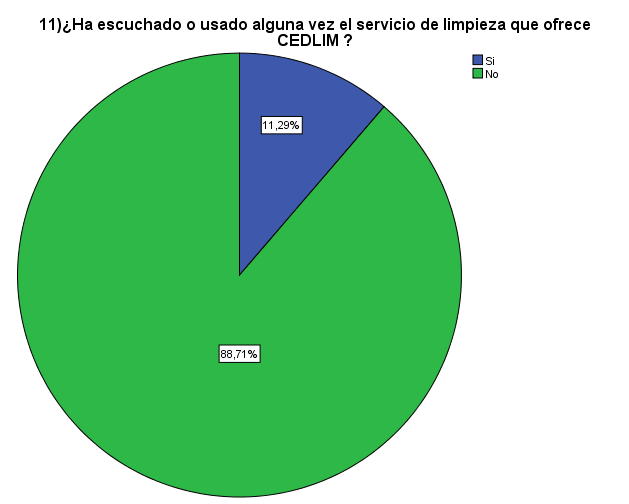 11)¿Ha escuchado o usado alguna vez el servicio de limpieza que ofrece
CEDLIM ?
Si
No
11,29%
88,71%